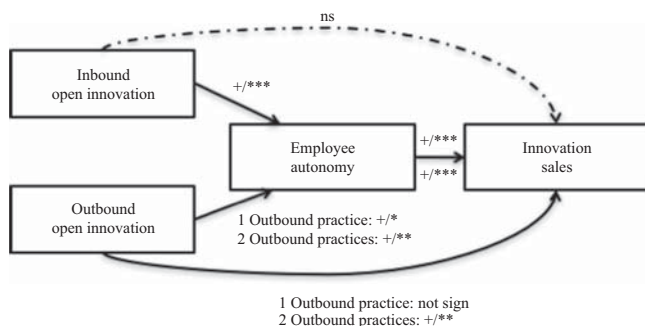 ns
Inbound
open innovation
+/***
Employee
autonomy
+/***
+/***
Innovation
sales
Outbound
open innovation
1 Outbound practice: +/*
2 Outbound practices: +/**
1 Outbound practice: not sign
2 Outbound practices: +/**